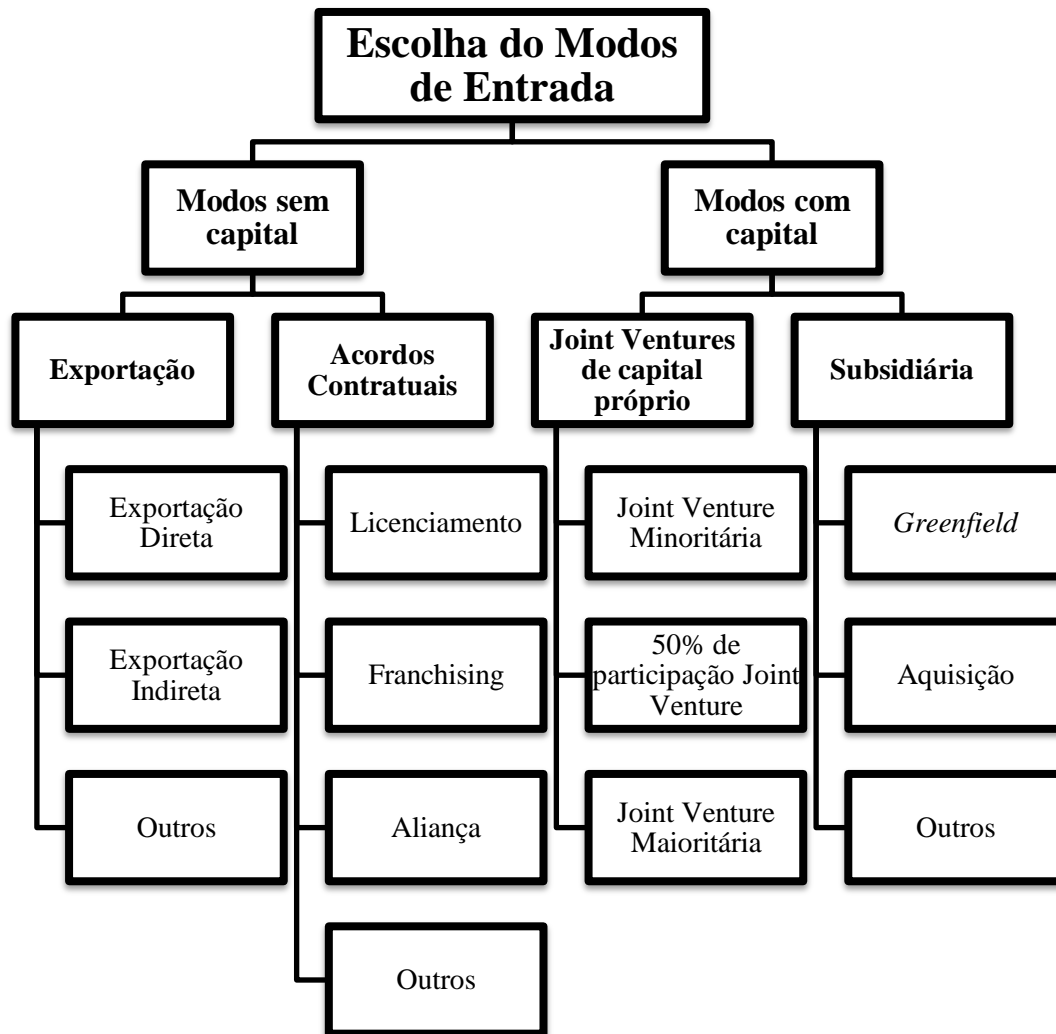 Escolha do Modos
de Entrada
Modos sem
capital
Modos com
capital
Exportação
Acordos
Contratuais
Joint Ventures
de capital
próprio
Subsidiária
Exportação
Direta
Licenciamento
Joint Venture
Minoritária
Greenfield
Exportação
Indireta
Franchising
50% de
participação Joint
Venture
Aquisição
Outros
Aliança
Joint Venture
Maioritária
Outros
Outros